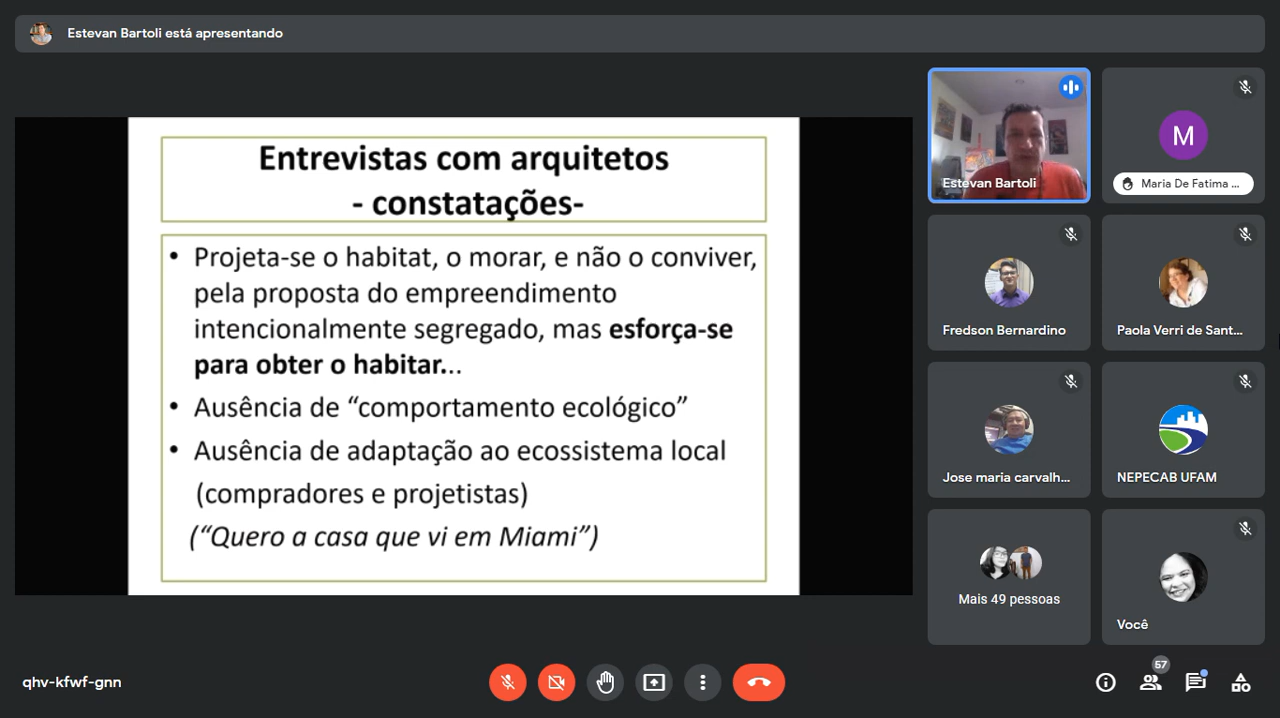 Estevan Bartoli está apresentando
Entrevistas com arquitetos
- constatações-
• Projeta-se o habitat, o morar, e não o conviver,
pela proposta do empreendimento
intencionalmente segregado, mas esforça-se
para obter o habitar...
• Ausência de “comportamento ecológico”
• Ausência de adaptação ao ecossistema local
(compradores e projetistas)
(“Quero a casa que vi em Miami”)
Estevan Bartoli
M
Maria De Fatima ...
Fredson Bernardino
Paola Verri de Sant...
Jose maria carvalh...
NEPECAB UFAM
Mais 49 pessoas
Você
qhv-kfwf-gnn
57